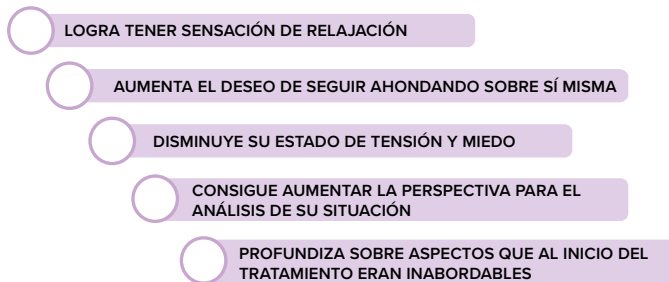 LOGRA TENER SENSACIÓN DE RELAJACIÓN
AUMENTA EL DESEO DE SEGUIR AHONDANDO SOBRE SÍ MISMA
DISMINUYE SU ESTADO DE TENSIÓN Y MIEDO
CONSIGUE AUMENTAR LA PERSPECTIVA PARA EL
ANÁLISIS DE SU SITUACIÓN
PROFUNDIZA SOBRE ASPECTOS QUE AL INICIO DEL
TRATAMIENTO ERAN INABORDABLES